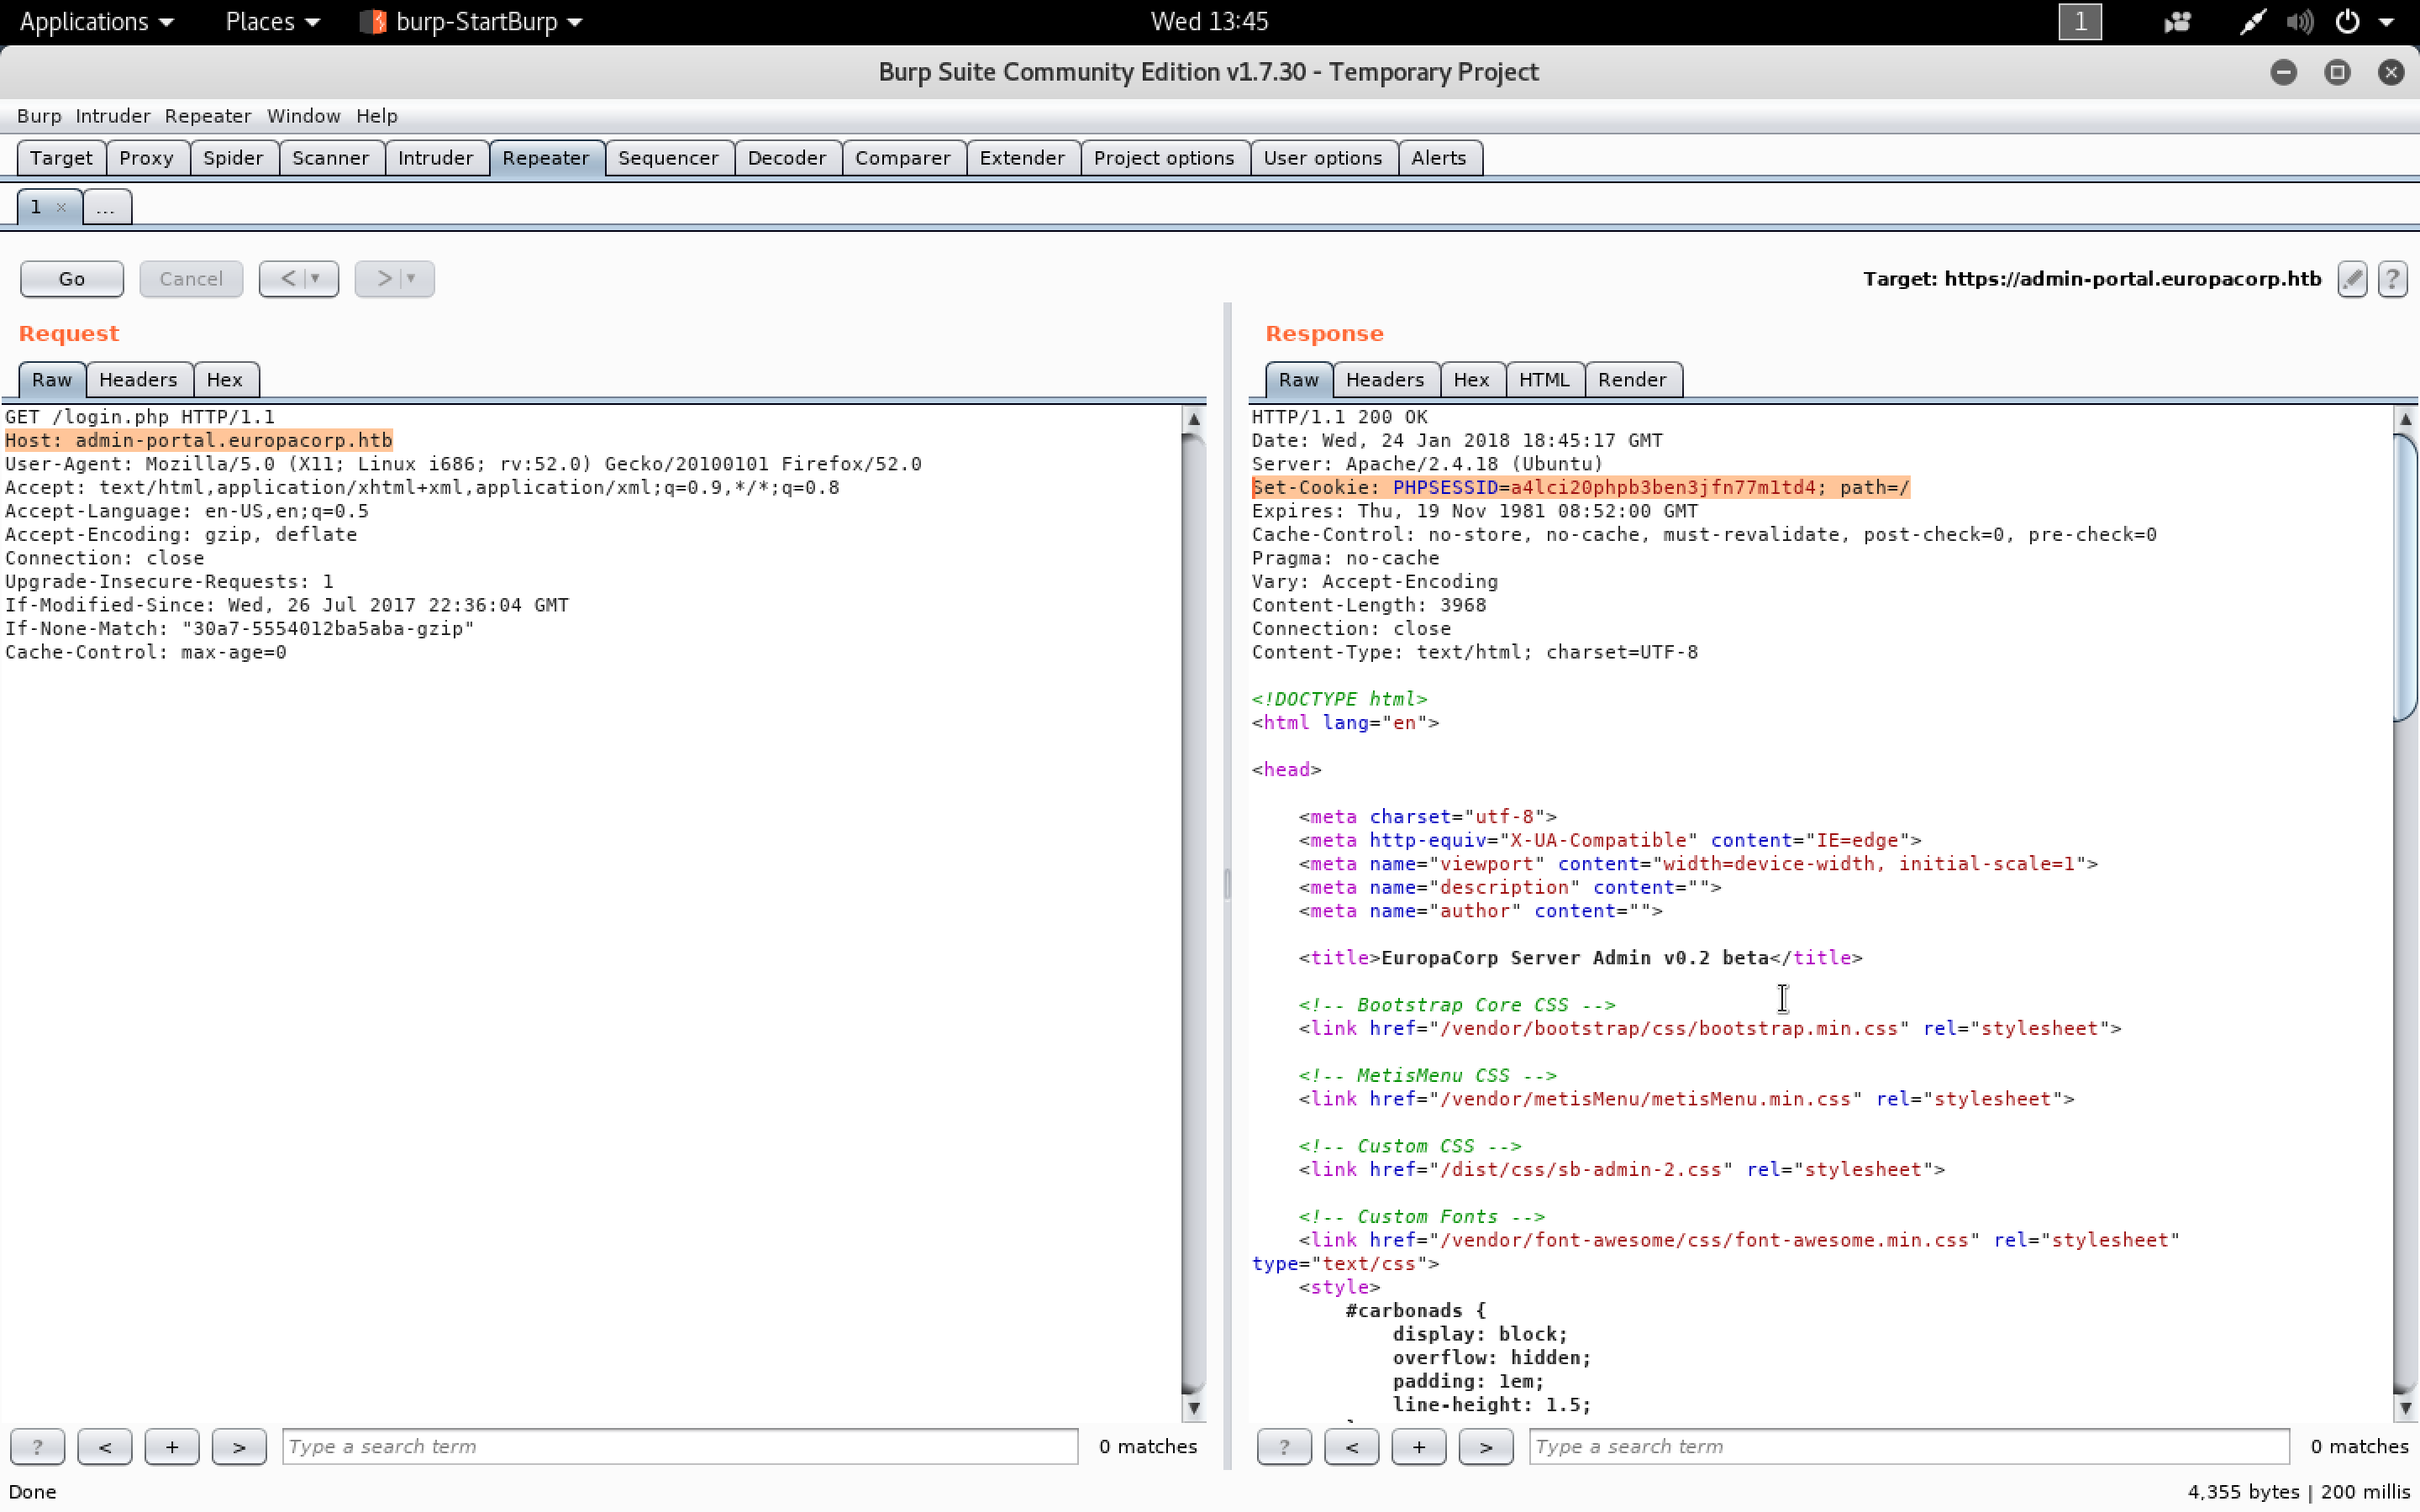 Applications Places burp-StartBurp Wed 13:45 1
Burp Suite Community Edition v1.7.30 - Temporary Project
Burp Intruder Repeater Window Help
Target Proxy Spider Scanner Intruder Repeater Sequencer Decoder Comparer Extender Project options User options Alerts
1 × ...
Go Cancel < > Target: https://admin-portal.europacorp.htb ?
Request
Raw Headers Hex
GET /login.php HTTP/1.1
Host: admin-portal.europacorp.htb
User-Agent: Mozilla/5.0 (X11; Linux i686; rv:52.0) Gecko/20100101 Firefox/52.0
Accept: text/html,application/xhtml+xml,application/xml;q=0.9,*/*;q=0.8
Accept-Language: en-US,en;q=0.5
Accept-Encoding: gzip, deflate
Connection: close
Upgrade-Insecure-Requests: 1
If-Modified-Since: Wed, 26 Jul 2017 22:36:04 GMT
If-None-Match: "30a7-5554012ba5aba-gzip"
Cache-Control: max-age=0
? < + > Type a search term 0 matches
Response
Raw Headers Hex HTML Render
HTTP/1.1 200 OK
Date: Wed, 24 Jan 2018 18:45:17 GMT
Server: Apache/2.4.18 (Ubuntu)
Set-Cookie: PHPSESSID=a4lci20phpb3ben3jfn77m1td4; path=/
Expires: Thu, 19 Nov 1981 08:52:00 GMT
Cache-Control: no-store, no-cache, must-revalidate, post-check=0, pre-check=0
Pragma: no-cache
Vary: Accept-Encoding
Content-Length: 3968
Connection: close
Content-Type: text/html; charset=UTF-8
<!DOCTYPE html>
<html lang="en">
<head>
<meta charset="utf-8">
<meta http-equiv="X-UA-Compatible" content="IE=edge">
<meta name="viewport" content="width=device-width, initial-scale=1">
<meta name="description" content="">
<meta name="author" content="">
<title>EuropaCorp Server Admin v0.2 beta</title>
<!-- Bootstrap Core CSS -->
<link href="/vendor/bootstrap/css/bootstrap.min.css" rel="stylesheet">
<!-- MetisMenu CSS -->
<link href="/vendor/metisMenu/metisMenu.min.css" rel="stylesheet">
<!-- Custom CSS -->
<link href="/dist/css/sb-admin-2.css" rel="stylesheet">
<!-- Custom Fonts -->
<link href="/vendor/font-awesome/css/font-awesome.min.css" rel="stylesheet"
type="text/css">
<style>
#carbonads {
display: block;
overflow: hidden;
padding: 1em;
line-height: 1.5;
? < + > Type a search term 0 matches
Done 4,355 bytes | 200 millis